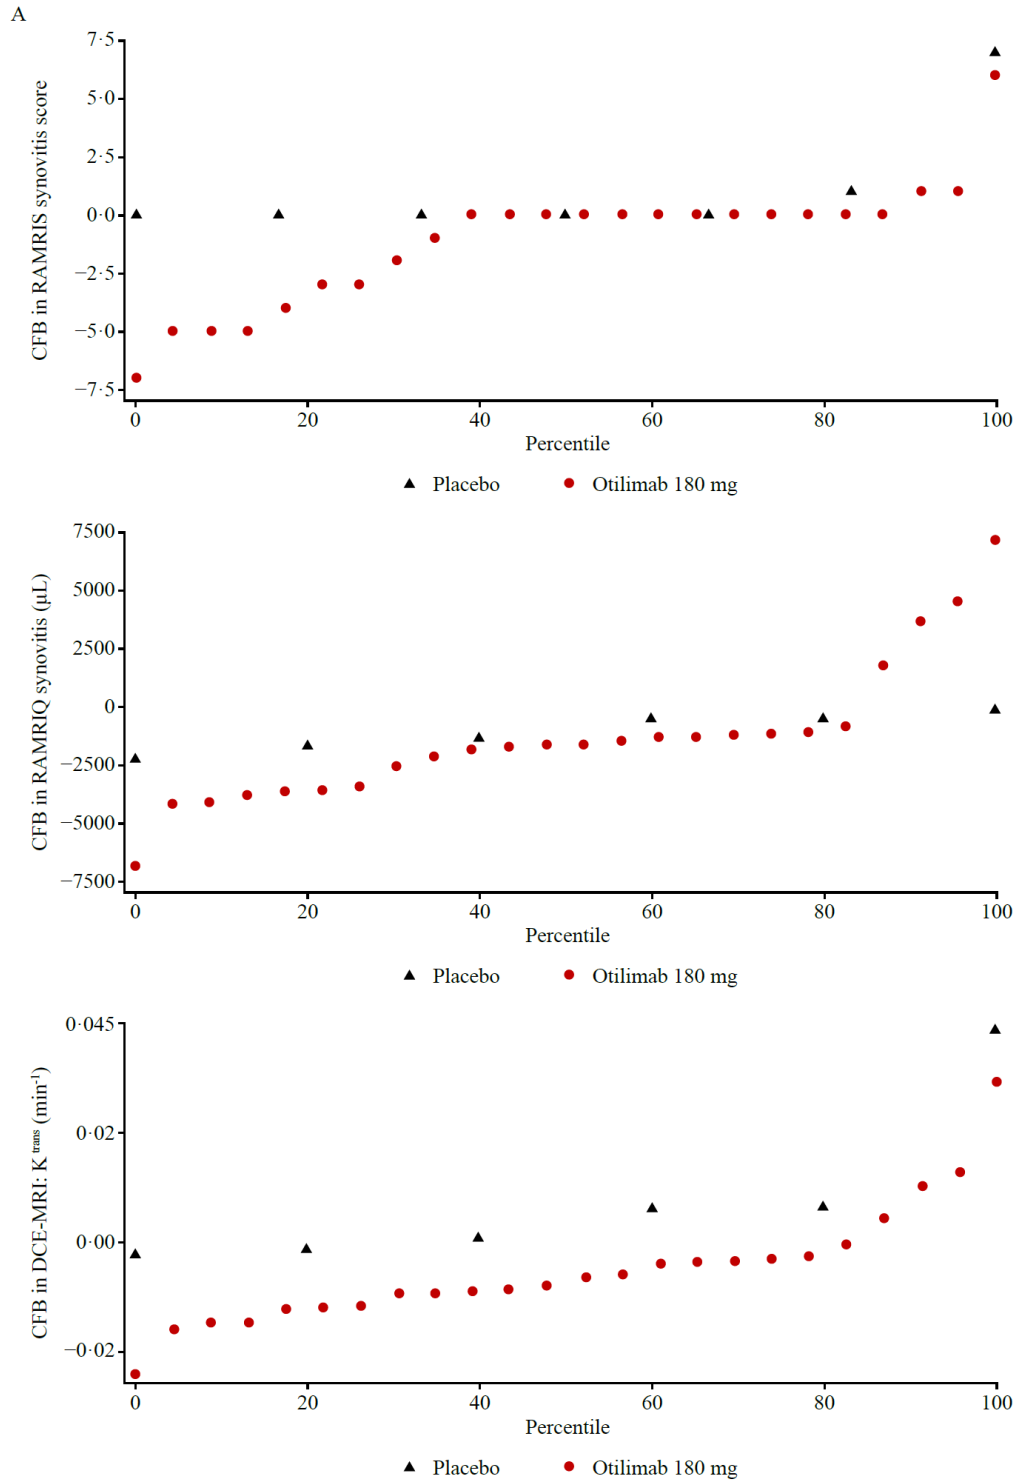 A
CFB in RAMRIS synovitis score
7·5
5·0
2·5
0·0
−2·5
−5·0
−7·5
0 20 40 60 80 100
Percentile
Placebo Otilimab 180 mg
CFB in RAMRIQ synovitis (µL)
7500
5000
2500
0
−2500
−5000
−7500
0 20 40 60 80 100
Percentile
Placebo Otilimab 180 mg
CFB in DCE-MRI: K trans (min-1)
0·045
0·02
0·00
−0·02
0 20 40 60 80 100
Percentile
Placebo Otilimab 180 mg